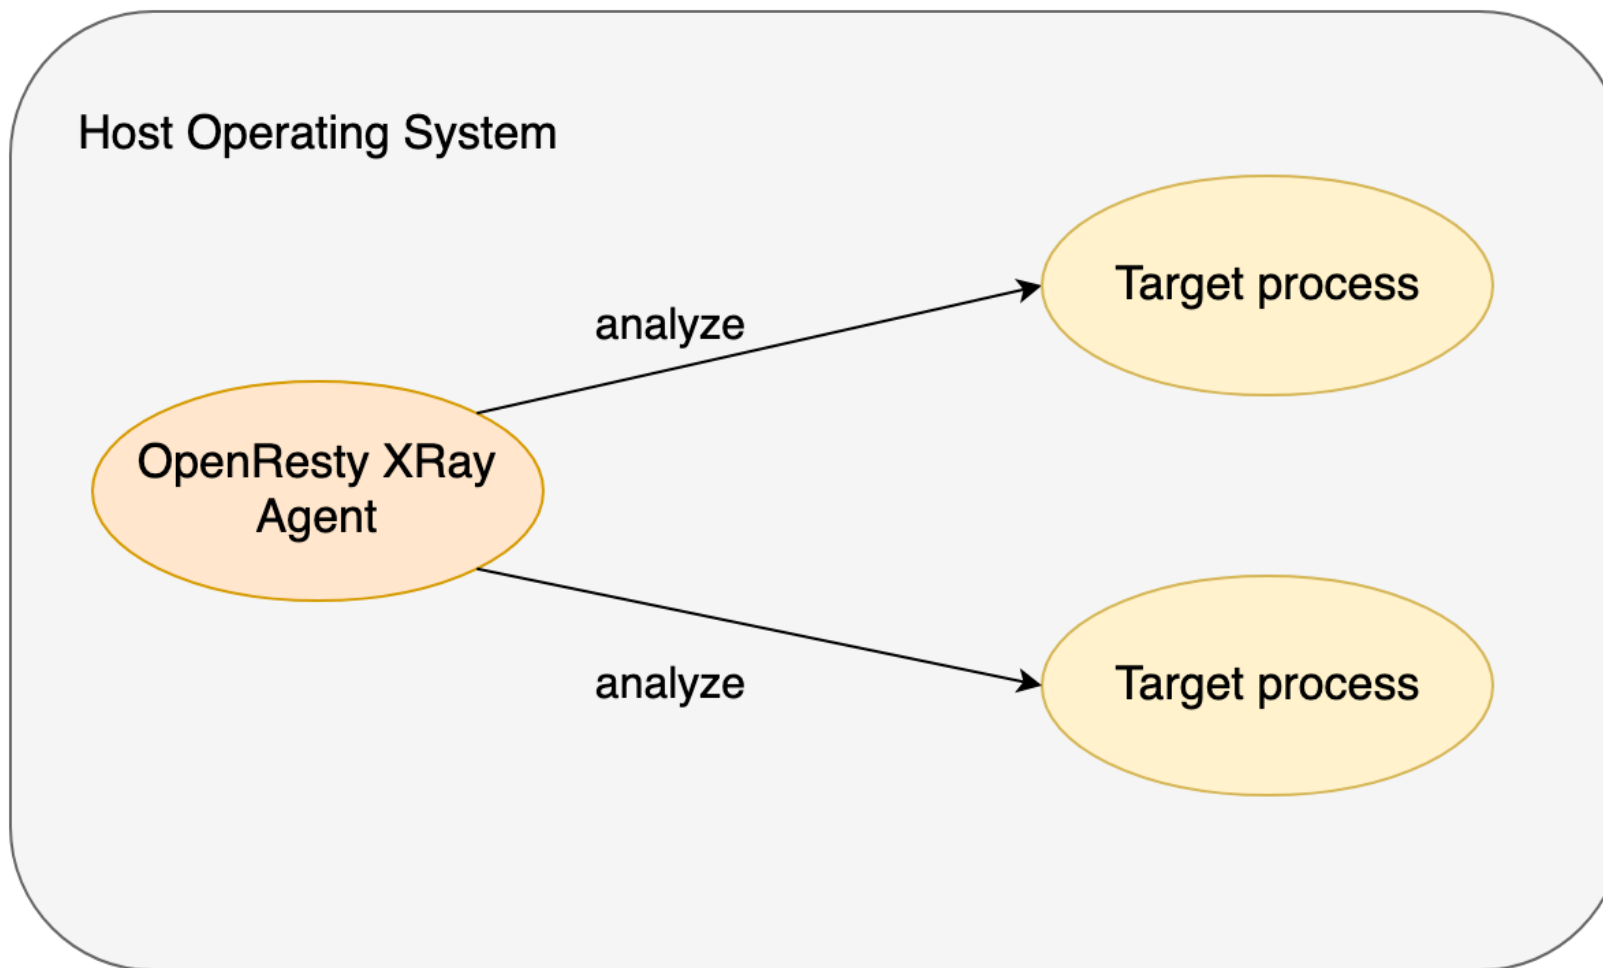 Host Operating System
Target process
analyze
OpenResty XRay
Agent
analyze
Target process